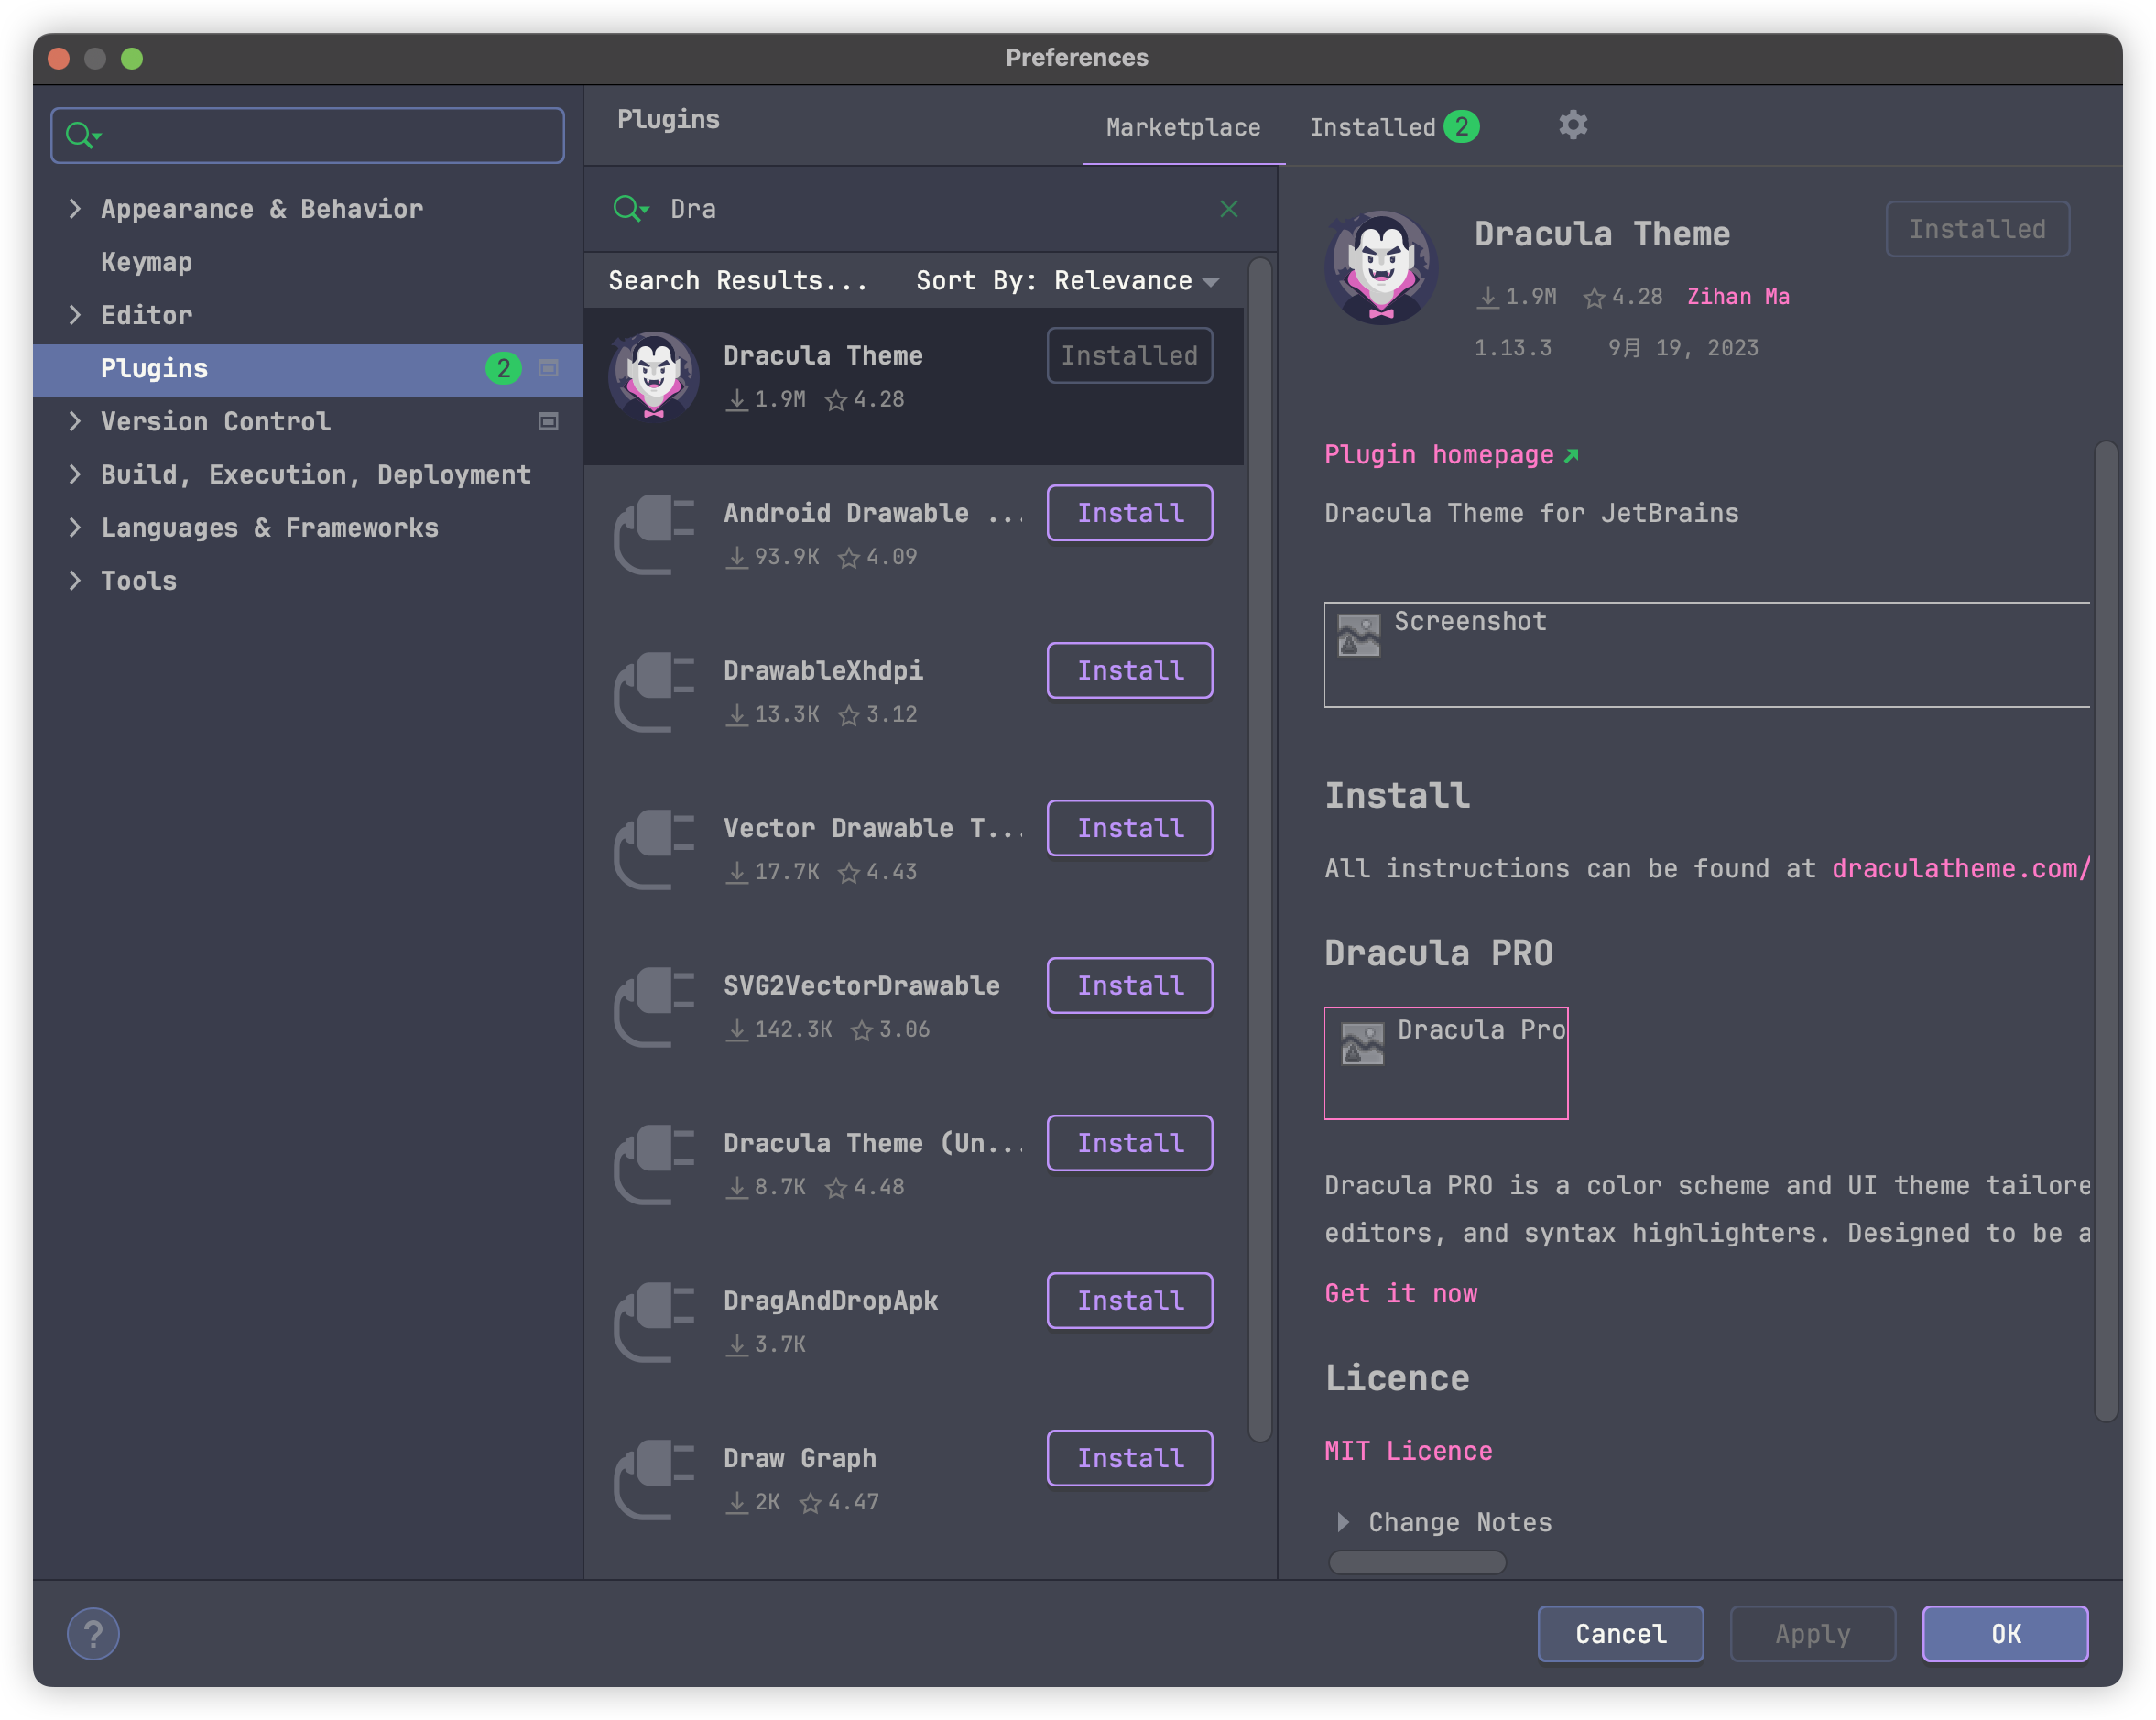 Preferences
Plugins
Marketplace
Installed 2
Dra
Appearance & Behavior
Keymap
Editor
Plugins 2
Version Control
Build, Execution, Deployment
Languages & Frameworks
Tools
Search Results... Sort By: Relevance
Dracula Theme Installed
1.9M 4.28
Android Drawable ... Install
93.9K 4.09
DrawableXhdpi Install
13.3K 3.12
Vector Drawable T... Install
17.7K 4.43
SVG2VectorDrawable Install
142.3K 3.06
Dracula Theme (Un... Install
8.7K 4.48
DragAndDropApk Install
3.7K
Draw Graph Install
2K 4.47
Dracula Theme Installed
1.9M 4.28 Zihan Ma
1.13.3 9月 19, 2023
Plugin homepage
Dracula Theme for JetBrains
Screenshot
Install
All instructions can be found at draculatheme.com/
Dracula PRO
Dracula Pro
Dracula PRO is a color scheme and UI theme tailore
editors, and syntax highlighters. Designed to be a
Get it now
Licence
MIT Licence
Change Notes
?
Cancel
Apply
OK